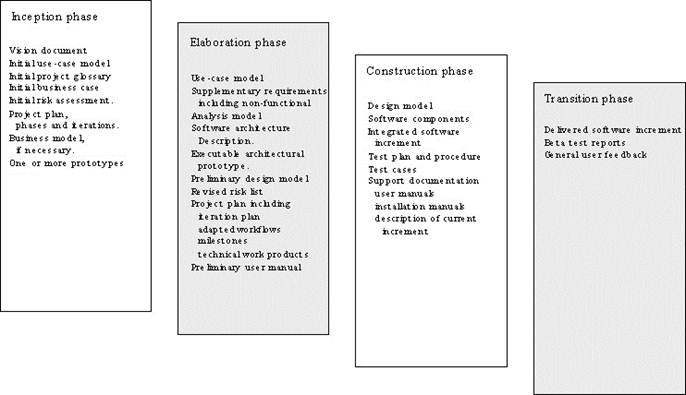 Inception phase
Vision document
Initial use-case model
Initial project glossary
Initial business case
Initial risk assessment.
Project plan,
phases and iterations.
Business model,
if necessary.
One or more prototypes
Elaboration phase
Use-case model
Supplementary requirements
including non-functional
Analysis model
Software architecture
Description.
Executable architectural
prototype.
Preliminary design model
Revised risk list
Project plan including
iteration plan
adapted workflows
milestones
technical work products
Preliminary user manual
Construction phase
Design model
Software components
Integrated software
increment
Test plan and procedure
Test cases
Support documentation
user manuals
installation manuals
description of current
increment
Transition phase
Delivered software increment
Beta test reports
General user feedback